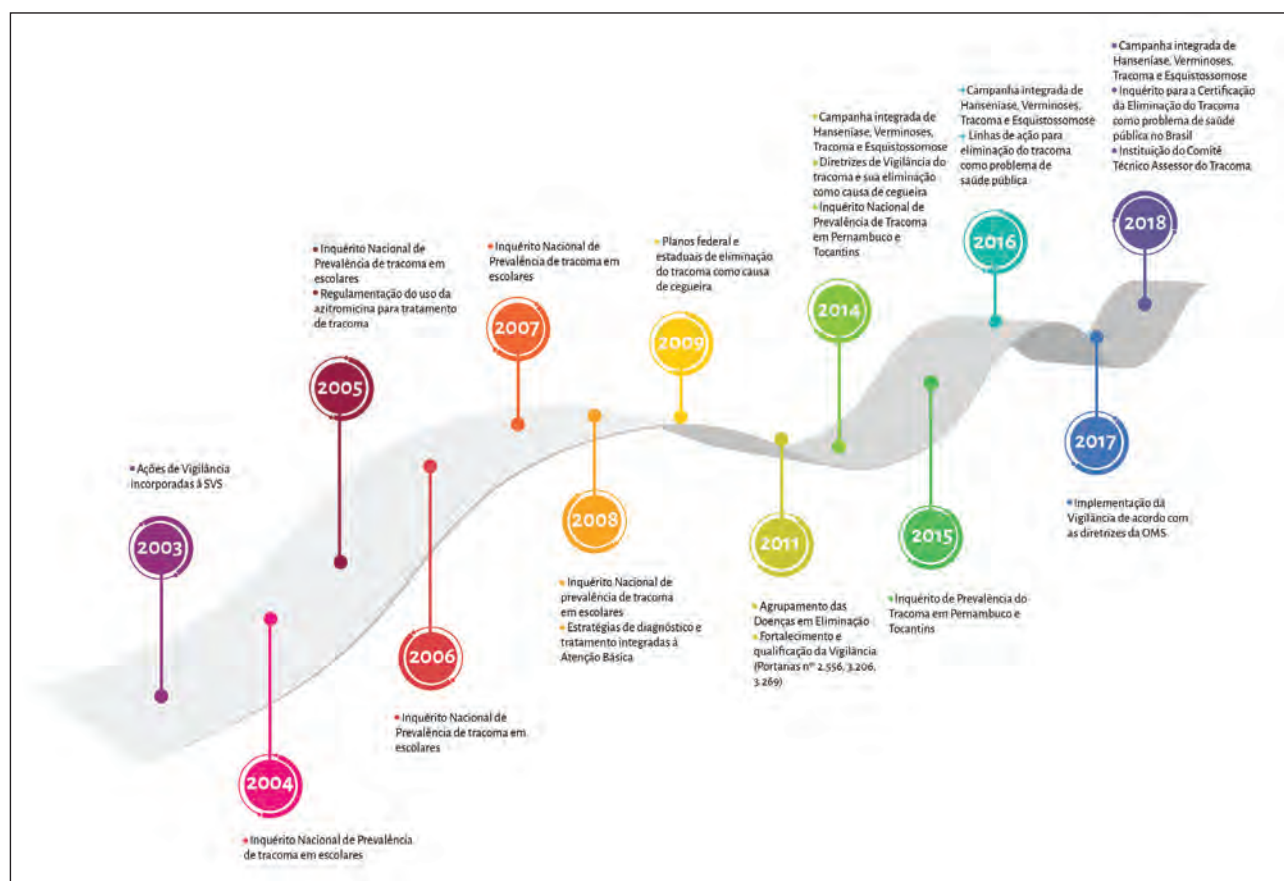 2003
• Ações de Vigilância
incorporadas à SVS
2004
• Inquérito Nacional de Prevalência
de tracoma em escolares
• Inquérito Nacional de
Prevalência de tracoma em
escolares
• Regulamentação do uso da
azitromicina para tratamento
de tracoma
2005
2006
• Inquérito Nacional de
Prevalência de tracoma em
escolares
• Inquérito Nacional de
Prevalência de tracoma em
escolares
2007
2008
• Inquérito Nacional de
prevalência de tracoma
em escolares
• Estratégias de diagnóstico e
tratamento integradas à
Atenção Básica
• Planos federal e
estaduais de eliminação
do tracoma como causa
de cegueira
2009
2011
• Agrupamento das
Doenças em Eliminação
• Fortalecimento e
qualificação da Vigilância
(Portarias nºˢ 2.556, 3.206,
3.269)
• Campanha integrada de
Hanseníase, Verminoses,
Tracoma e Esquistossomose
• Diretrizes de Vigilância do
tracoma e sua eliminação
como causa de cegueira
• Inquérito Nacional de
Prevalência de Tracoma
em Pernambuco e
Tocantins
2014
2015
• Inquérito de Prevalência do
Tracoma em Pernambuco e
Tocantins
• Campanha integrada de
Hanseníase, Verminoses,
Tracoma e Esquistossomose
• Linhas de ação para
eliminação do tracoma
como problema de
saúde pública
2016
2017
• Implementação da
Vigilância de acordo com
as diretrizes da OMS
• Campanha integrada de
Hanseníase, Verminoses,
Tracoma e Esquistossomose
• Inquérito para a Certificação
da Eliminação do Tracoma
como problema de saúde
pública no Brasil
• Instituição do Comitê
Técnico Assessor do Tracoma
2018